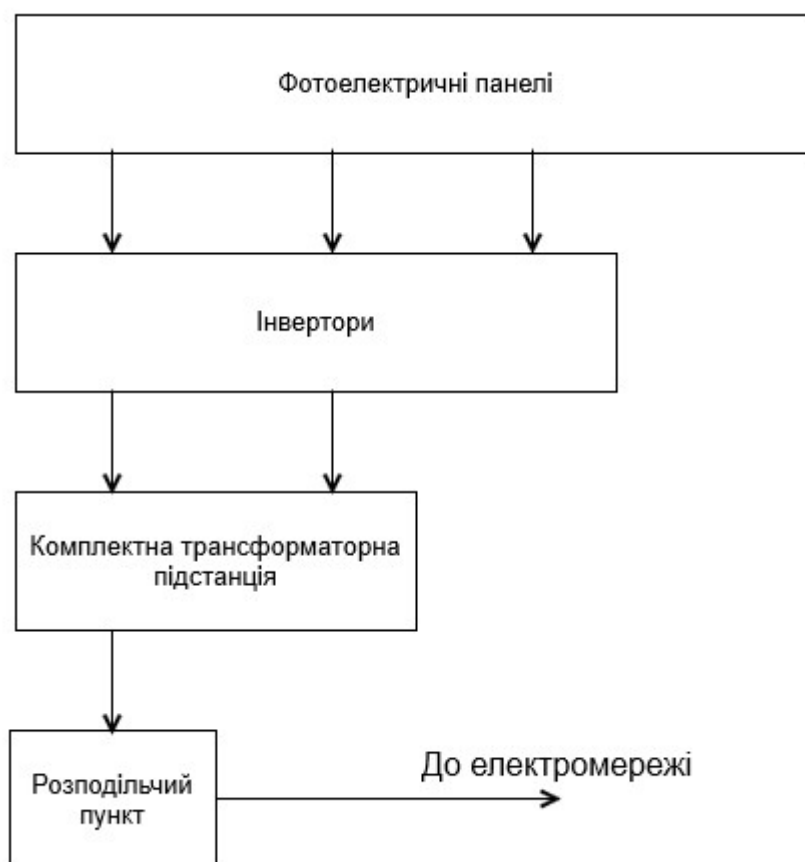 Фотоелектричні панелі
Інвертори
Комплектна трансформаторна
підстанція
До електромережі
Розподільчий
пункт